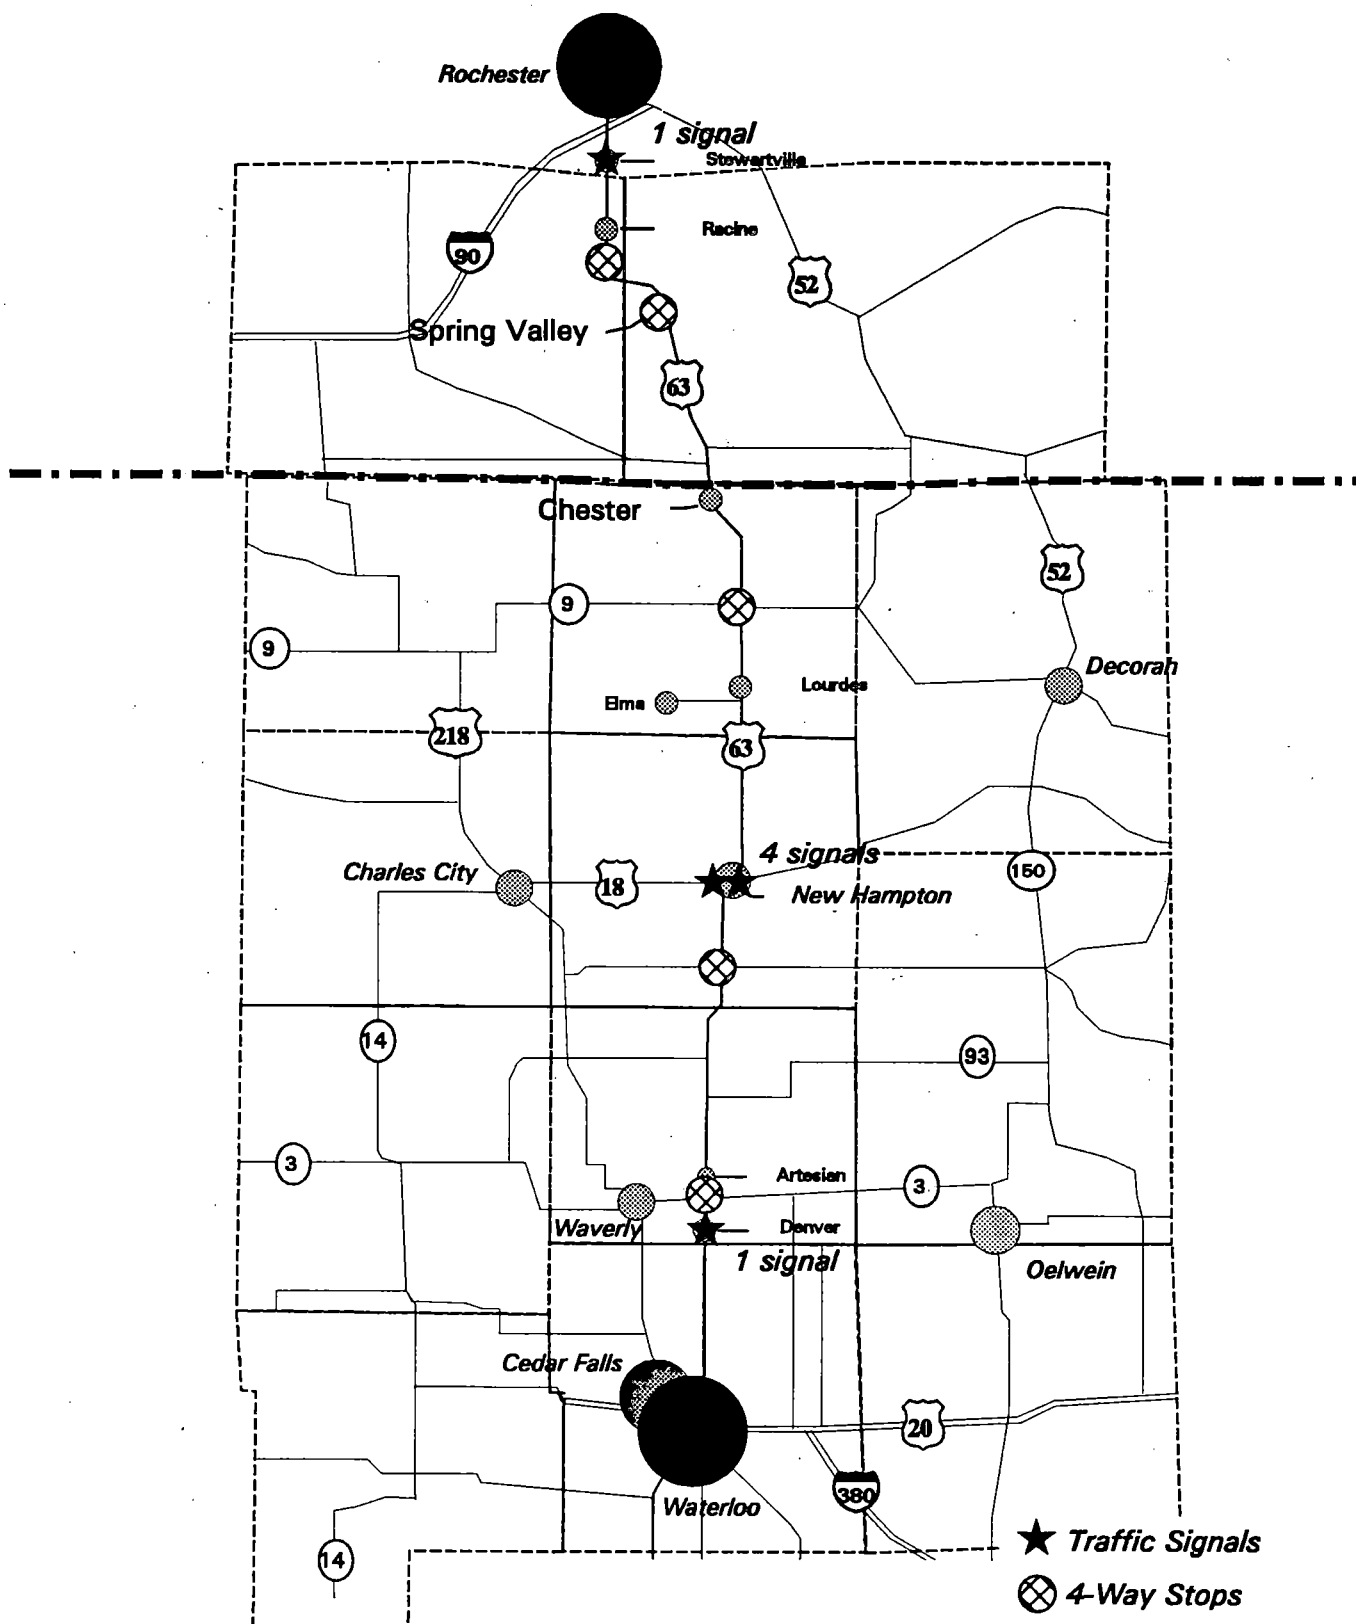 Rochester
1 signal
Stewartville
Racine
90
52
Spring Valley
63
Chester
52
9
9
Decorah
Lourdes
Elma
218
63
4 signals
Charles City
18
150
New Hampton
14
93
3
Artesian
3
Waverly
Denver
1 signal
Oelwein
Cedar Falls
20
380
Waterloo
Traffic Signals
14
4-Way Stops